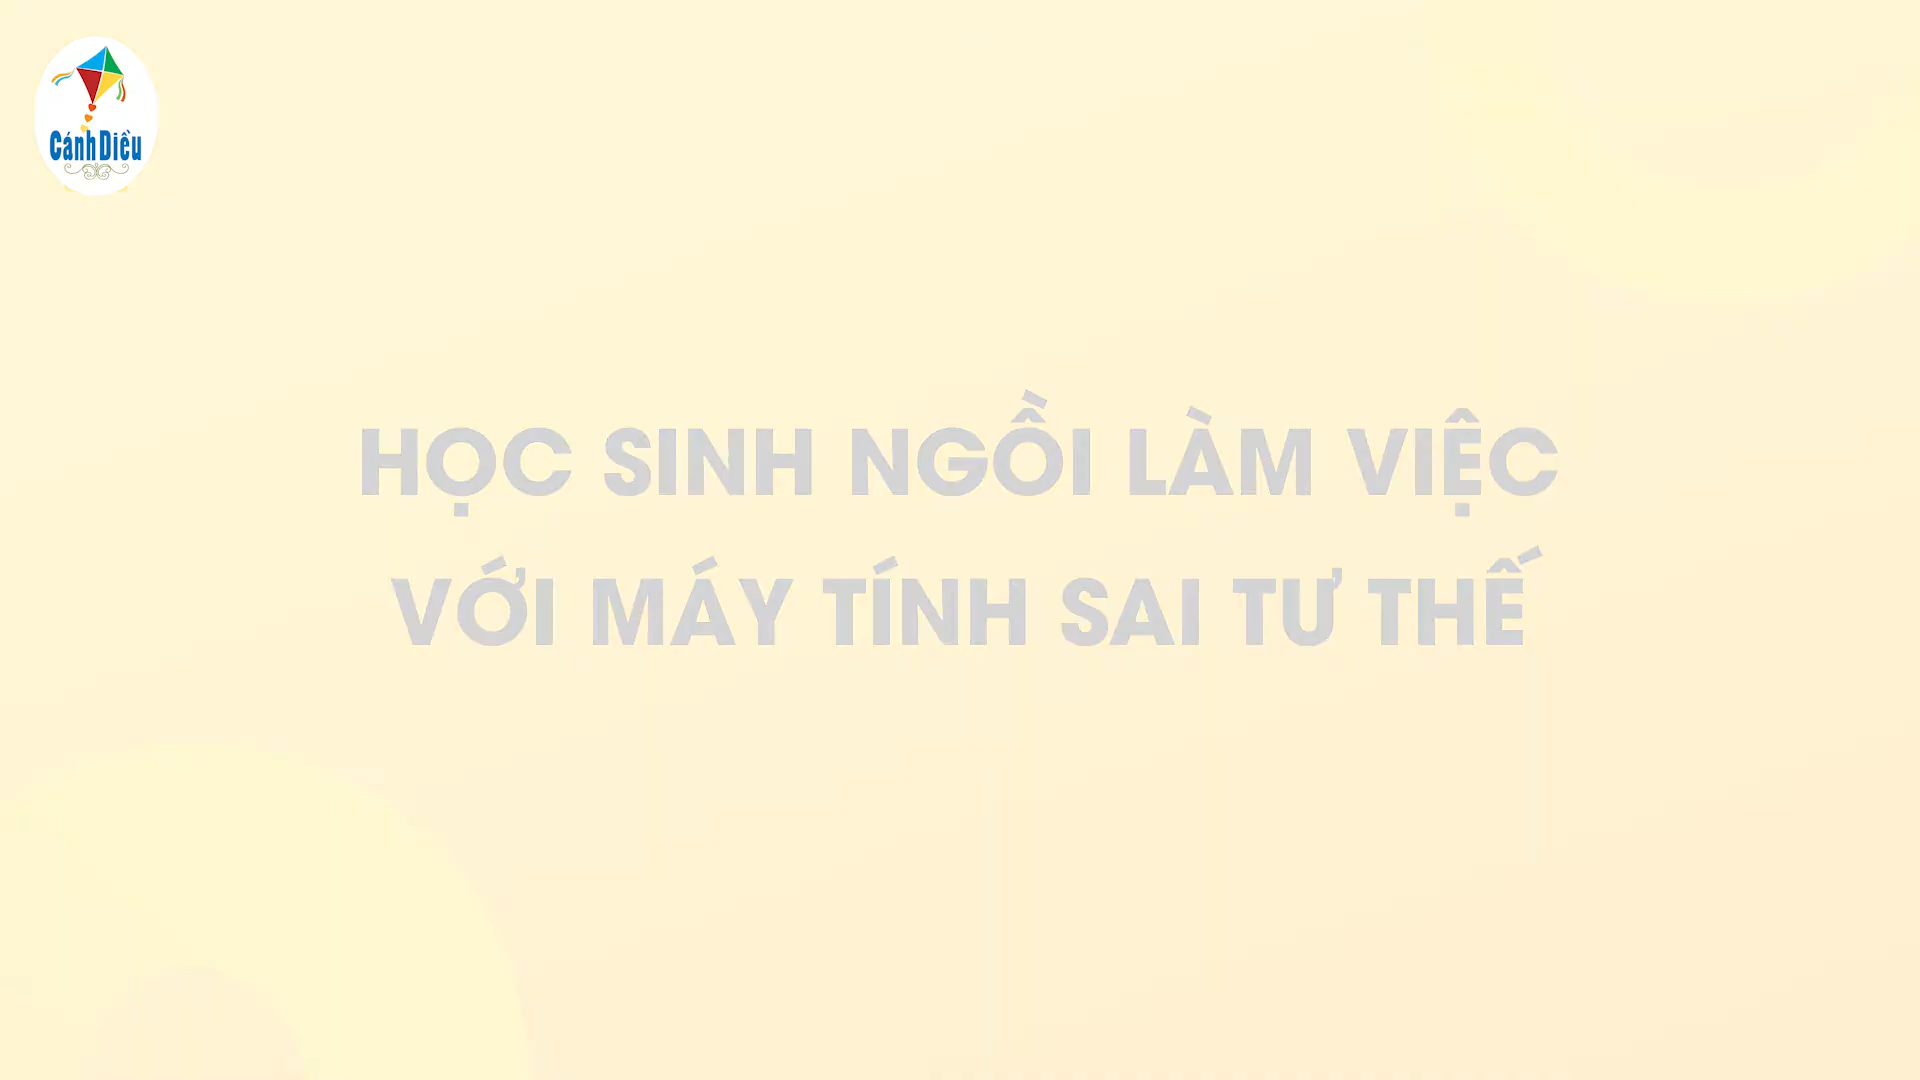 Cánh Diều
HỌC SINH NGỒI LÀM VIỆC
VỚI MÁY TÍNH SAI TƯ THẾ